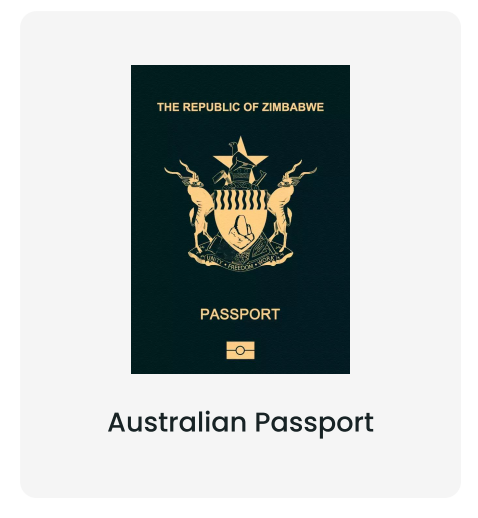 THE REPUBLIC OF ZIMBABWE
UNITY • FREEDOM • WORK
PASSPORT
Australian Passport